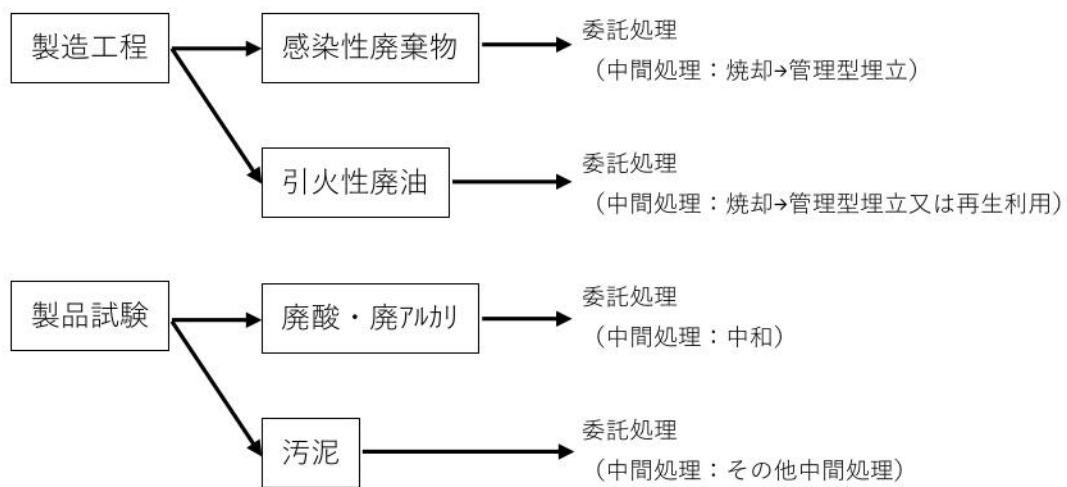 製造工程
感染性廃棄物
委託処理
(中間処理：焼却→管理型埋立)
引火性廃油
委託処理
(中間処理：焼却→管理型埋立又は再生利用)
製品試験
廃酸・廃ｱﾙｶﾘ
委託処理
(中間処理：中和)
汚泥
委託処理
(中間処理：その他中間処理)